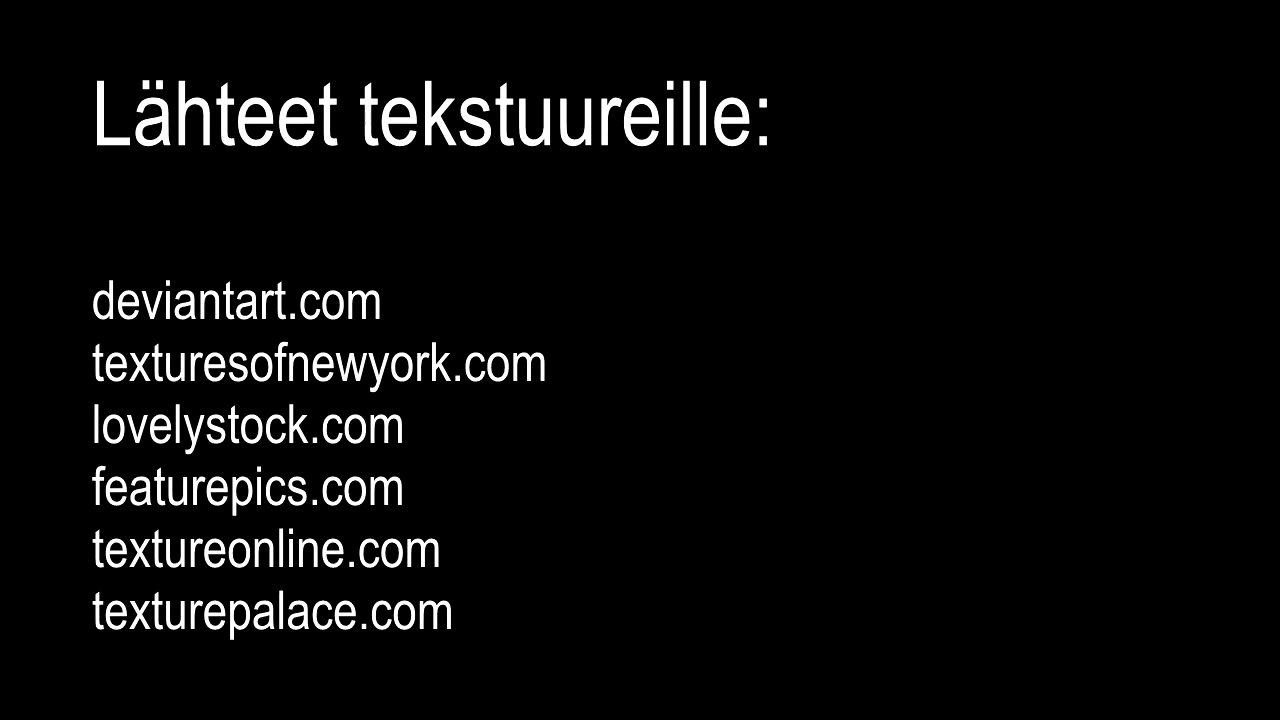 Lähteet tekstuureille:
deviantart.com
texturesofnewyork.com
lovelystock.com
featurepics.com
textureonline.com
texturepalace.com